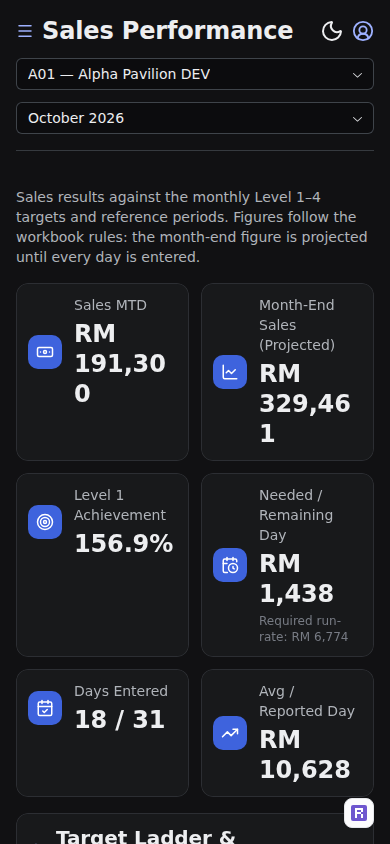 Sales Performance
A01 — Alpha Pavilion DEV
October 2026
Sales results against the monthly Level 1–4
targets and reference periods. Figures follow the
workbook rules: the month-end figure is projected
until every day is entered.
Sales MTD
RM
191,30
0
Month-End
Sales
(Projected)
RM
329,46
1
Level 1
Achievement
156.9%
Needed /
Remaining
Day
RM
1,438
Required run-
rate: RM 6,774
Days Entered
18 / 31
Avg /
Reported Day
RM
10,628
Target Ladder &